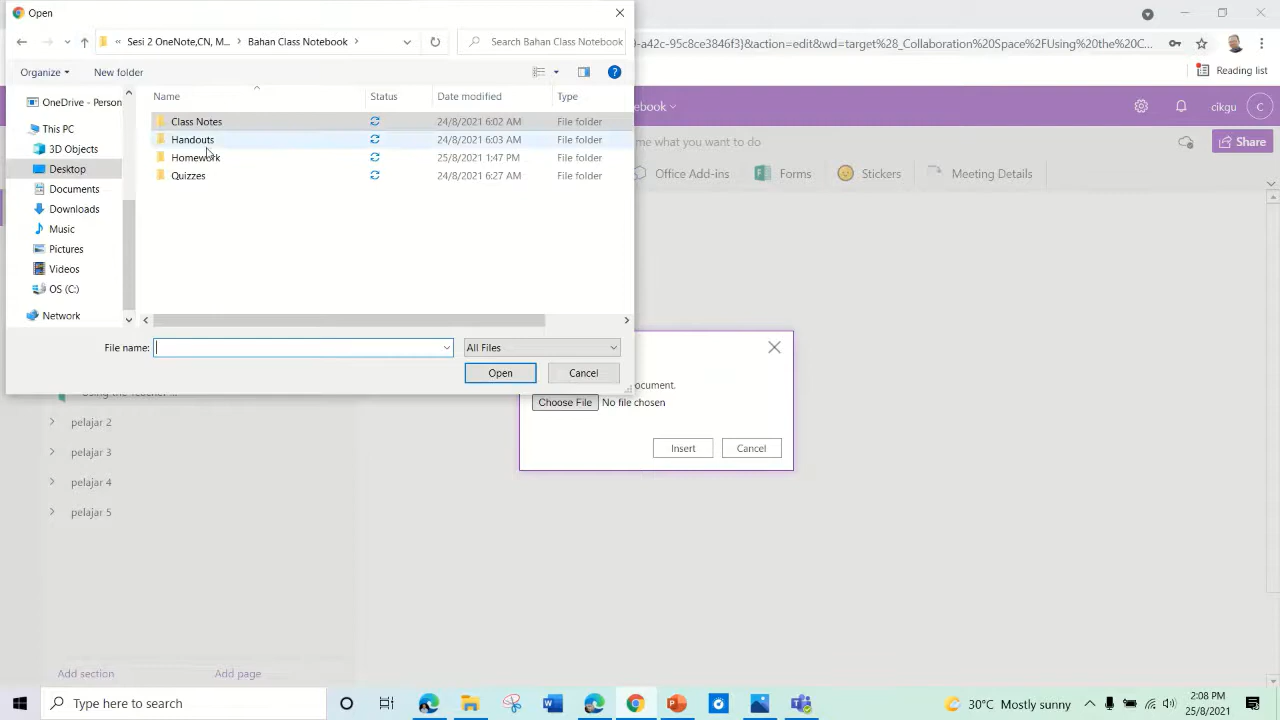 Open
« Sesi 2 OneNote,CN, M... > Bahan Class Notebook >
Search Bahan Class Notebook
-a42c-95c8ce3846f3}&action=edit&wd=target%28_Collaboration%20Space%2FUsing%20the%20C...
Organize
New folder
Reading list
Name
Status
Date modified
Type
OneDrive - Person
Class Notes 24/8/2021 6:02 AM File folder
This PC
Handouts 24/8/2021 6:03 AM File folder
3D Objects
Homework 25/8/2021 1:47 PM File folder
Desktop
Quizzes 24/8/2021 6:27 AM File folder
Documents
Downloads
Music
Pictures
Videos
OS (C:)
Network
ebook
cikgu
C
me what you want to do
Share
Office Add-ins
Forms
Stickers
Meeting Details
File name:
All Files
Open
Cancel
ocument.
Choose File No file chosen
Insert
Cancel
pelajar 2
pelajar 3
pelajar 4
pelajar 5
Add section
Add page
Type here to search
30°C Mostly sunny
2:08 PM
25/8/2021